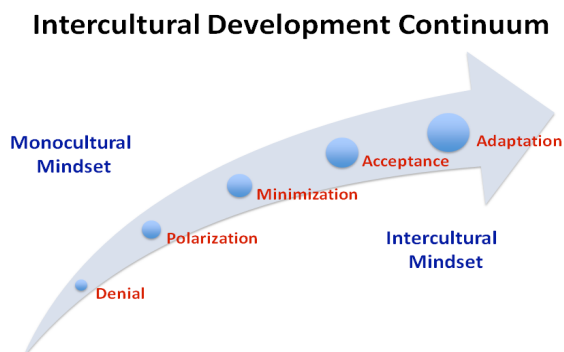 Intercultural Development Continuum
Monocultural
Mindset
Adaptation
Acceptance
Minimization
Polarization
Intercultural
Mindset
Denial